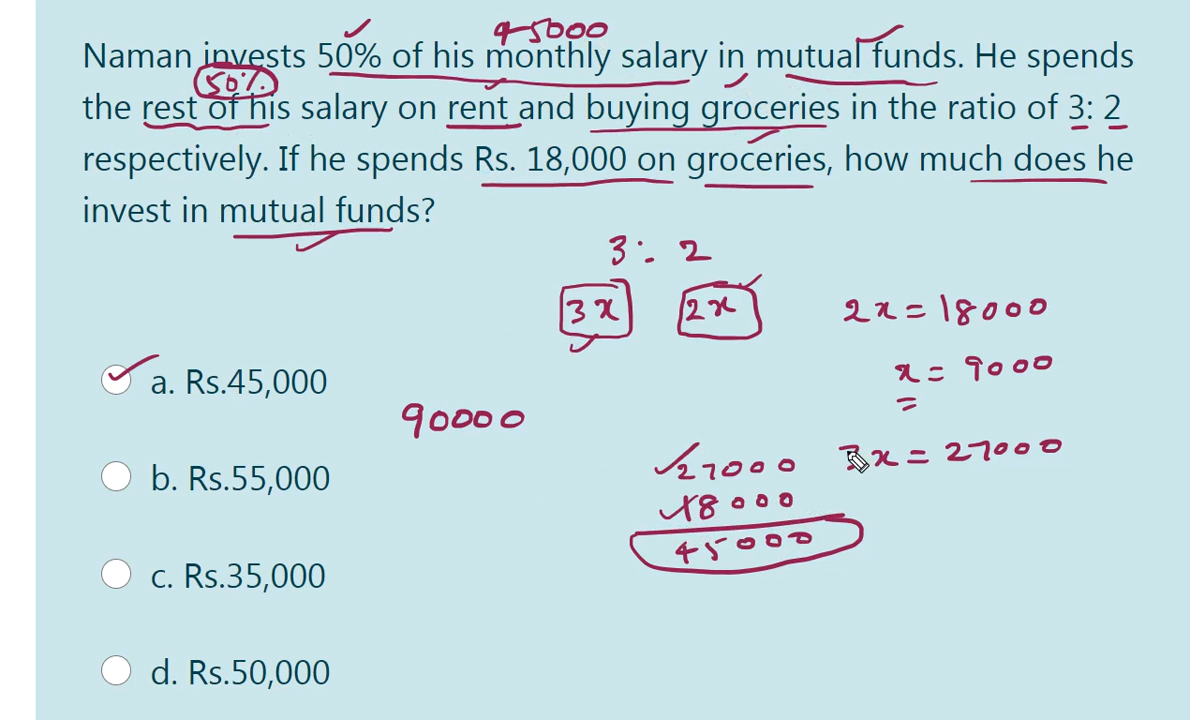 45000
Naman invests 50% of his monthly salary in mutual funds. He spends
50%.
the rest of his salary on rent and buying groceries in the ratio of 3: 2
respectively. If he spends Rs. 18,000 on groceries, how much does he
invest in mutual funds?
3: 2
3x 2x
2x = 18000
a. Rs.45,000
x = 9000
90000
3x = 27000
27000
b. Rs.55,000
18000
45000
c. Rs.35,000
d. Rs.50,000